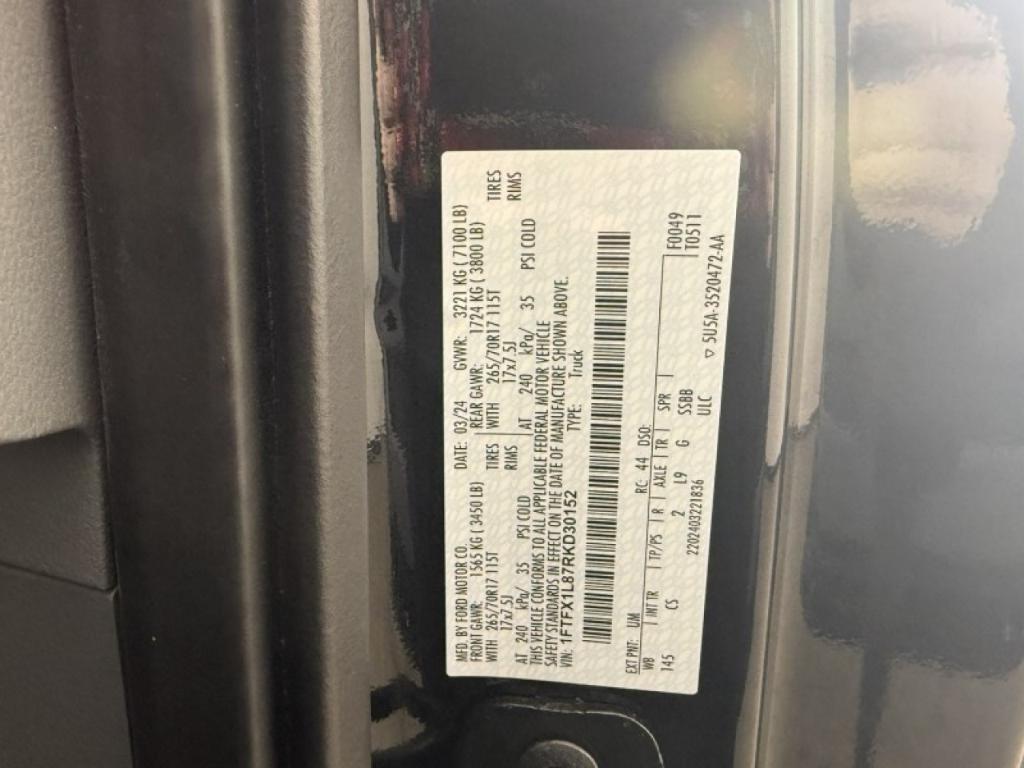 MFD. BY FORD MOTOR CO. DATE: 03/24 GVWR: 3221 KG ( 7100 LB)
FRONT GAWR: 1565 KG ( 3450 LB) REAR GAWR: 1724 KG ( 3800 LB)
WITH 265/70R17 115T TIRES WITH 265/70R17 115T TIRES
17x7.5J RIMS 17x7.5J RIMS
AT 240 kPa/ 35 PSI COLD AT 240 kPa/ 35 PSI COLD
THIS VEHICLE CONFORMS TO ALL APPLICABLE FEDERAL MOTOR VEHICLE
SAFETY STANDARDS IN EFFECT ON THE DATE OF MANUFACTURE SHOWN ABOVE.
VIN: 1FTFX1L87RKD30152 TYPE: Truck
EXT PNT: UM RC: 44 DSO: F0049
WB INT TR TP/PS R AXLE TR SPR T0511
145 CS 2 L9 G SSBB
ULC
2202403221836 ▽ 5U5A-3520472-AA